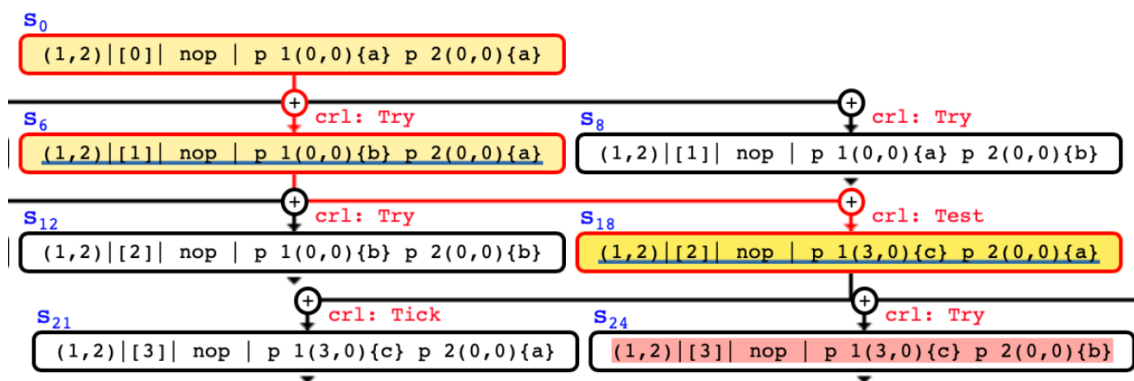 S0
(1,2)|[0]| nop | p 1(0,0){a} p 2(0,0){a}
+ +
crl: Try crl: Try
S6 S8
(1,2)|[1]| nop | p 1(0,0){b} p 2(0,0){a} (1,2)|[1]| nop | p 1(0,0){a} p 2(0,0){b}
+ +
crl: Try crl: Test
S12 S18
(1,2)|[2]| nop | p 1(0,0){b} p 2(0,0){b} (1,2)|[2]| nop | p 1(3,0){c} p 2(0,0){a}
+ +
crl: Tick crl: Try
S21 S24
(1,2)|[3]| nop | p 1(3,0){c} p 2(0,0){a} (1,2)|[3]| nop | p 1(3,0){c} p 2(0,0){b}